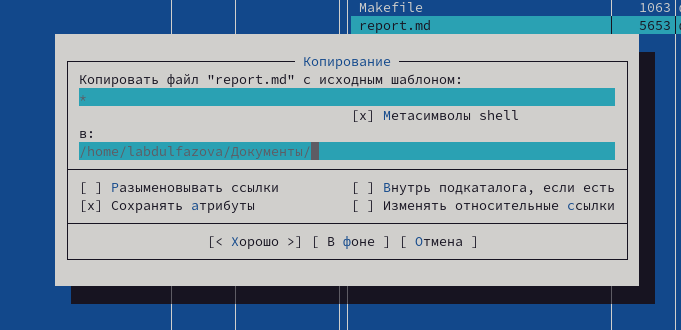 Makefile 1063
report.md 5653
Копирование
Копировать файл "report.md" с исходным шаблоном:
*
[x] Метасимволы shell
в:
/home/labdulfazova/Документы/
[ ] Разыменовывать ссылки [ ] Внутрь подкаталога, если есть
[x] Сохранять атрибуты [ ] Изменять относительные ссылки
[< Хорошо >] [ В фоне ] [ Отмена ]